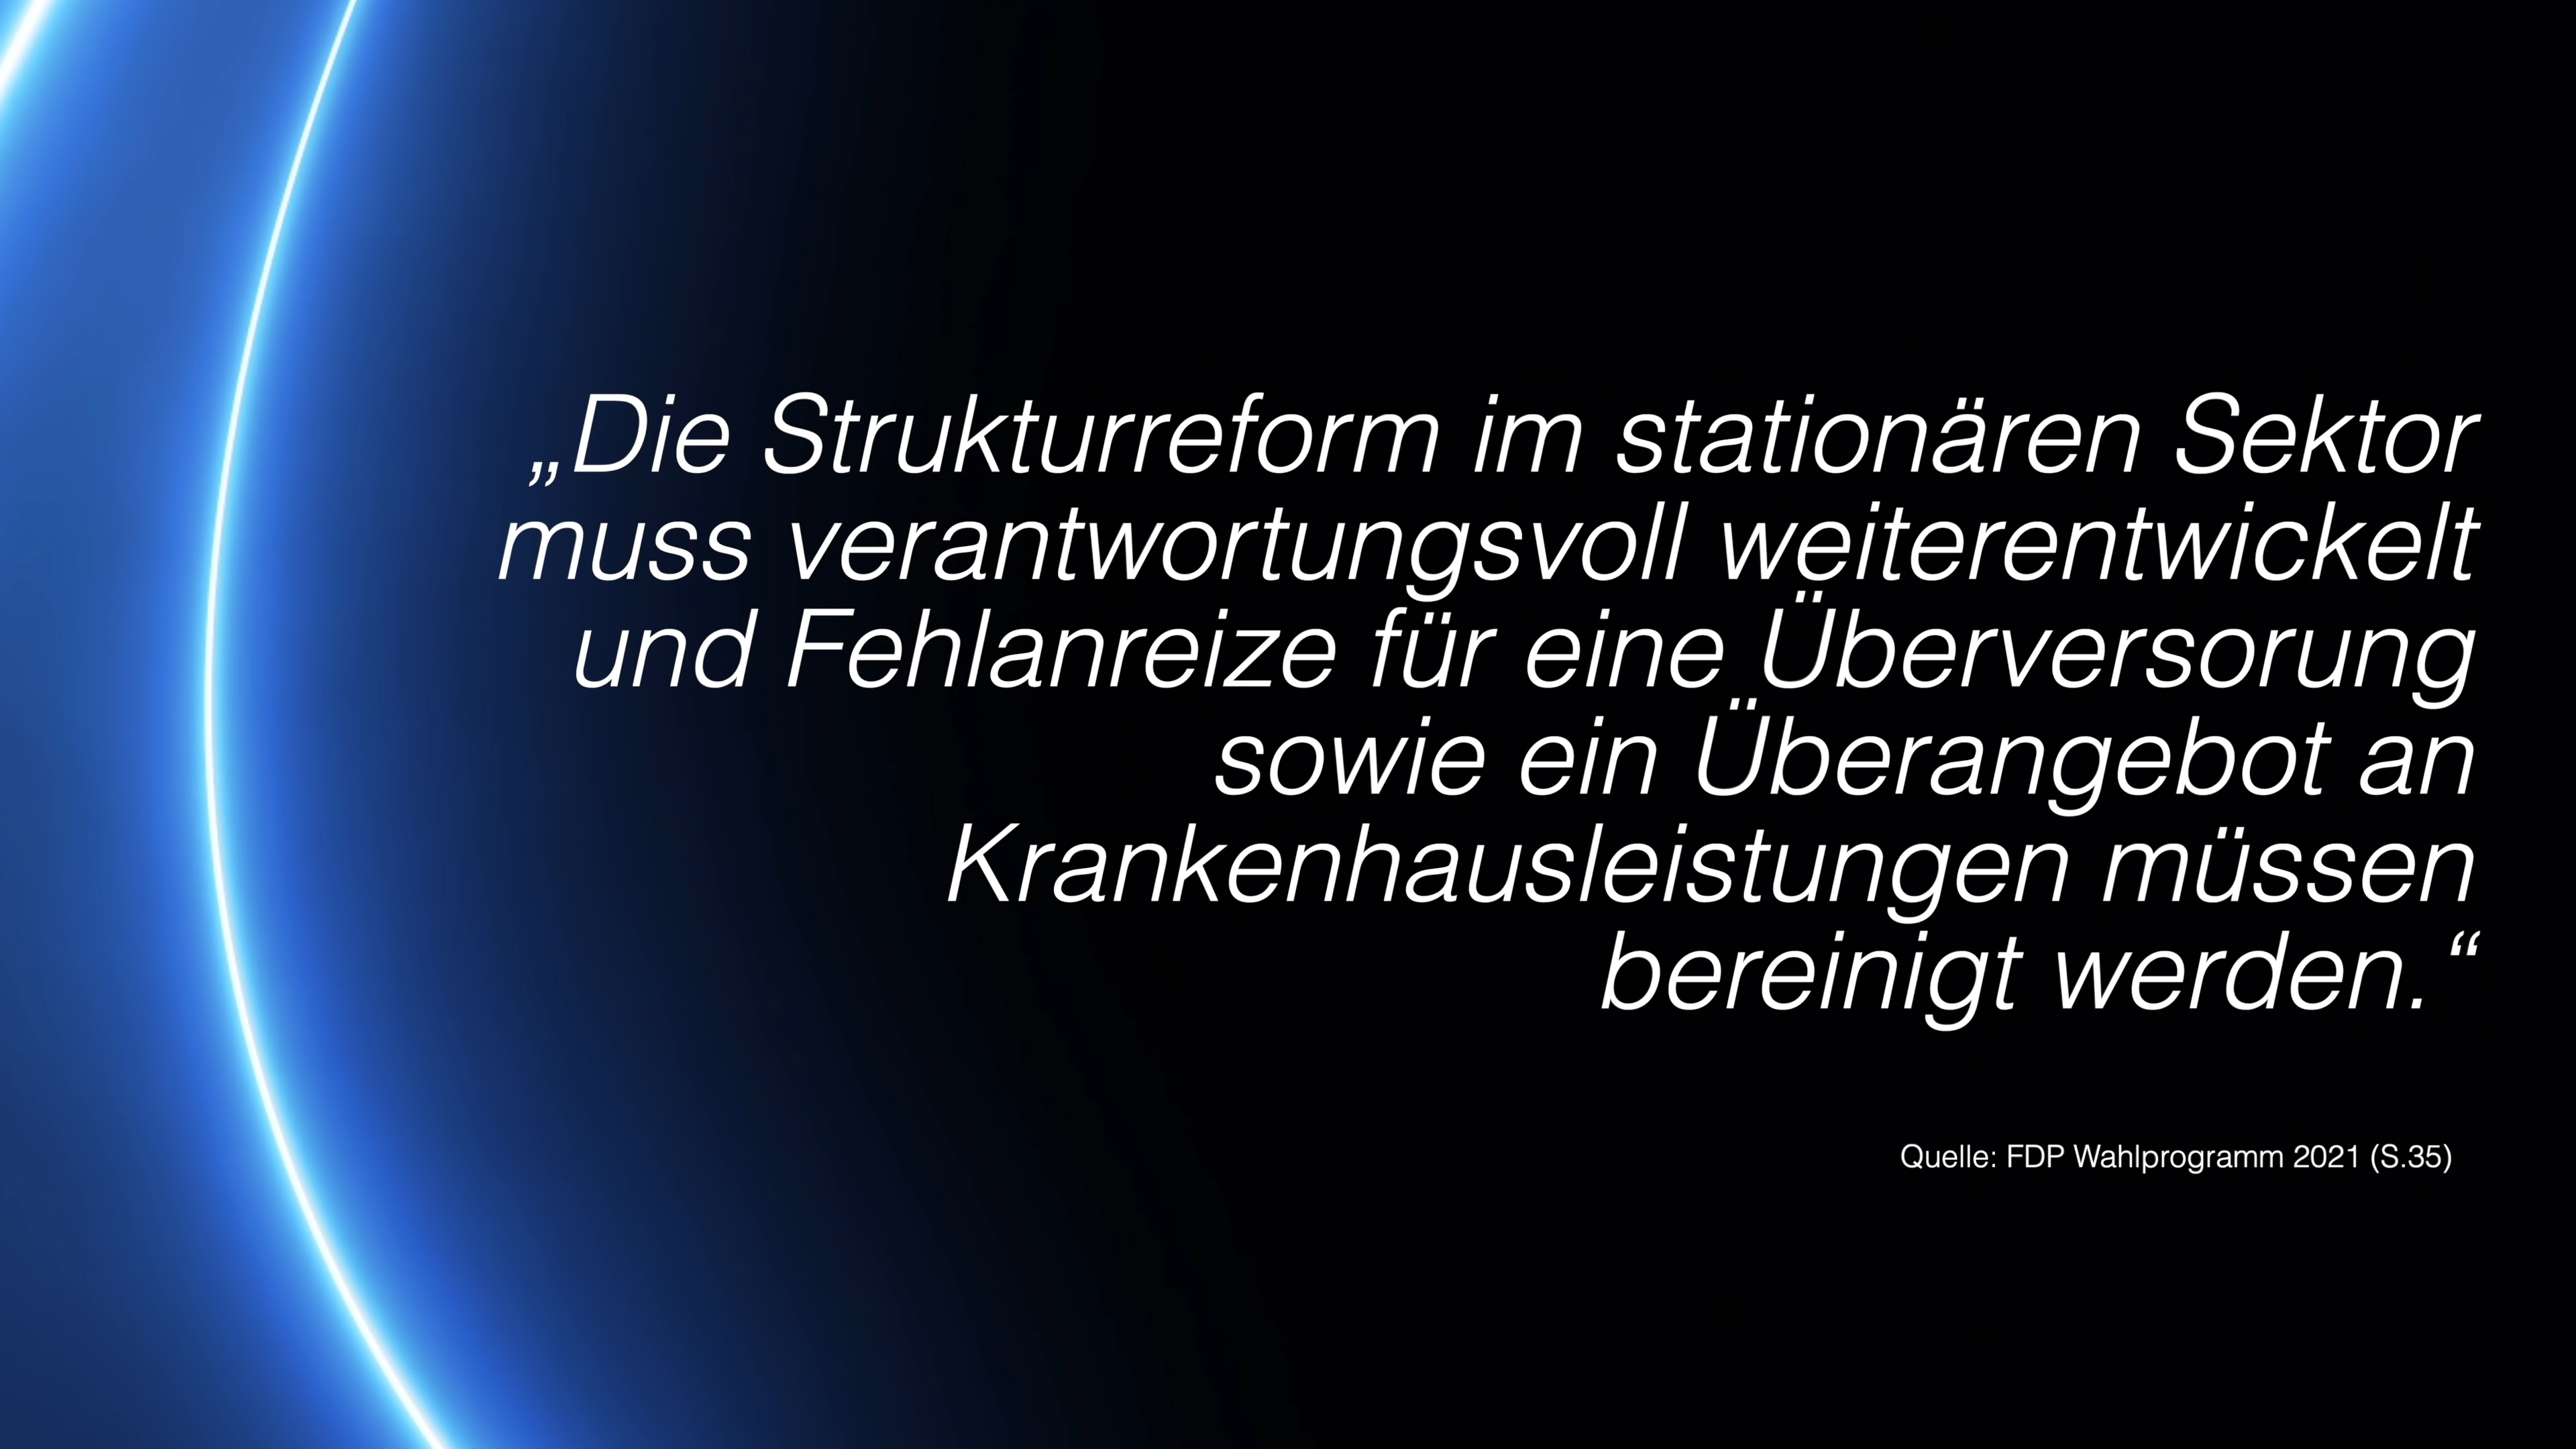 „Die Strukturreform im stationären Sektor
muss verantwortungsvoll weiterentwickelt
und Fehlanreize für eine Überversorung
sowie ein Überangebot an
Krankenhausleistungen müssen
bereinigt werden.“
Quelle: FDP Wahlprogramm 2021 (S.35)